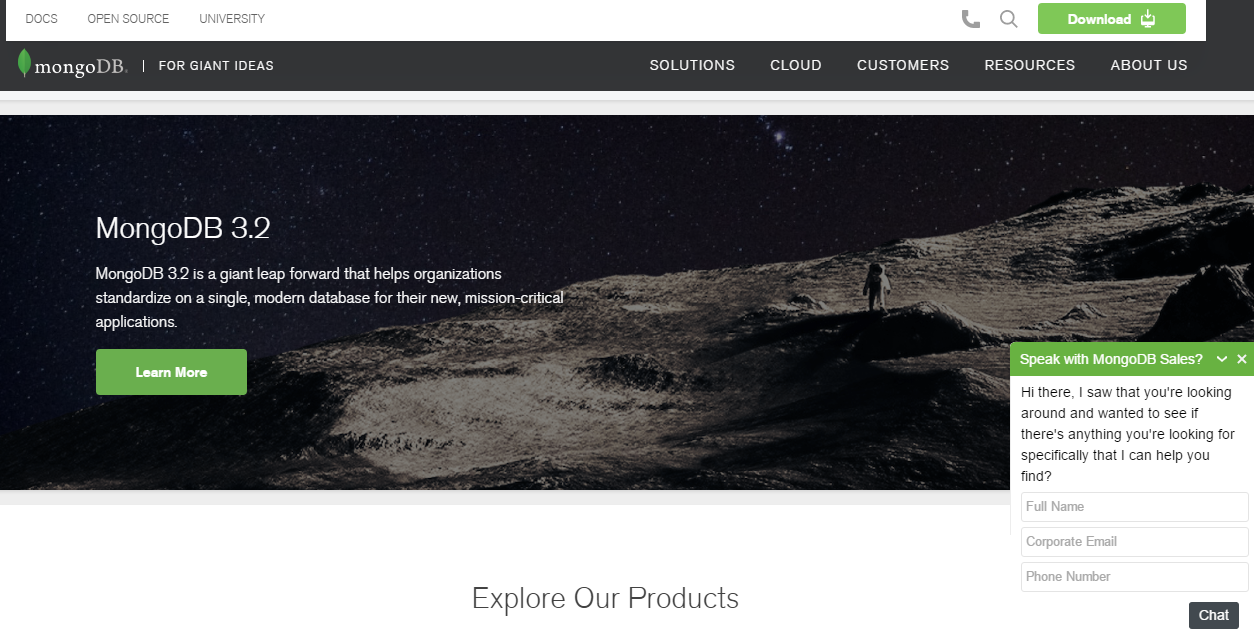 DOCS OPEN SOURCE UNIVERSITY Download
mongoDB. FOR GIANT IDEAS SOLUTIONS CLOUD CUSTOMERS RESOURCES ABOUT US
MongoDB 3.2
MongoDB 3.2 is a giant leap forward that helps organizations
standardize on a single, modern database for their new, mission-critical
applications.
Learn More
Speak with MongoDB Sales?
Hi there, I saw that you're looking
around and wanted to see if
there's anything you're looking for
specifically that I can help you
find?
Full Name
Corporate Email
Phone Number
Chat
Explore Our Products